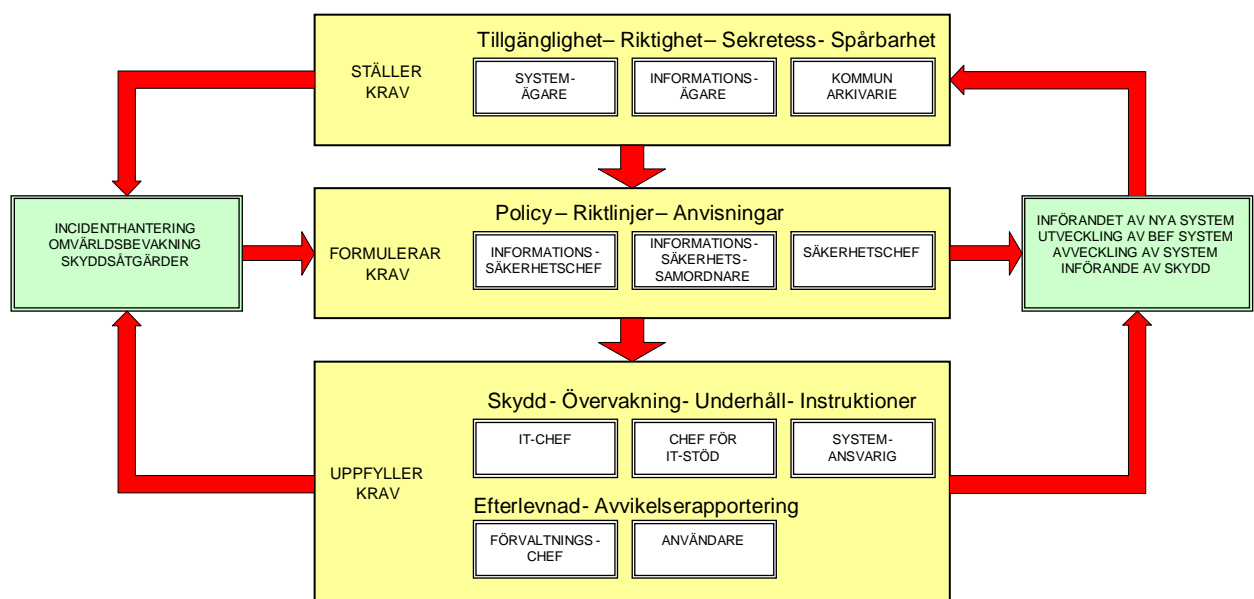 Tillgänglighet– Riktighet– Sekretess- Spårbarhet
STÄLLER
KRAV
SYSTEM-
ÄGARE
INFORMATIONS-
ÄGARE
KOMMUN
ARKIVARIE
INCIDENTHANTERING
OMVÄRLDSBEVAKNING
SKYDDSÅTGÄRDER
Policy – Riktlinjer– Anvisningar
FORMULERAR
KRAV
INFORMATIONS-
SÄKERHETSCHEF
INFORMATIONS-
SÄKERHETS-
SAMORDNARE
SÄKERHETSCHEF
INFÖRANDET AV NYA SYSTEM
UTVECKLING AV BEF SYSTEM
AVVECKLING AV SYSTEM
INFÖRANDE AV SKYDD
Skydd - Övervakning- Underhåll- Instruktioner
UPPFYLLER
KRAV
IT-CHEF
CHEF FÖR
IT-STÖD
SYSTEM-
ANSVARIG
Efterlevnad- Avvikelserapportering
FÖRVALTNINGS -
CHEF
ANVÄNDARE